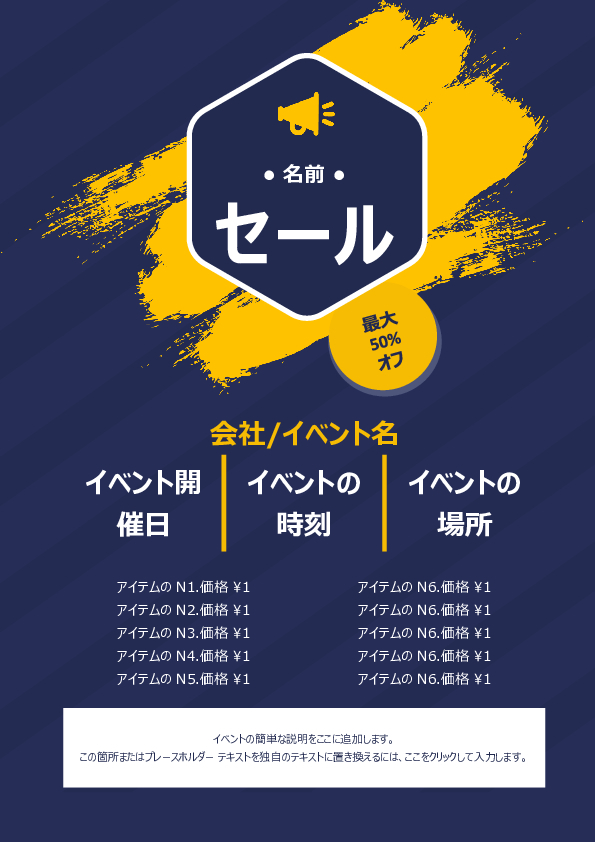 • 名前 •
セール
最大
50%
オフ
会社/イベント名
イベント開
催日
イベントの
時刻
イベントの
場所
アイテムの N1.価格 ¥1
アイテムの N2.価格 ¥1
アイテムの N3.価格 ¥1
アイテムの N4.価格 ¥1
アイテムの N5.価格 ¥1
アイテムの N6.価格 ¥1
アイテムの N6.価格 ¥1
アイテムの N6.価格 ¥1
アイテムの N6.価格 ¥1
アイテムの N6.価格 ¥1
イベントの簡単な説明をここに追加します。
この箇所またはプレースホルダー テキストを独自のテキストに置き換えるには、ここをクリックして入力します。